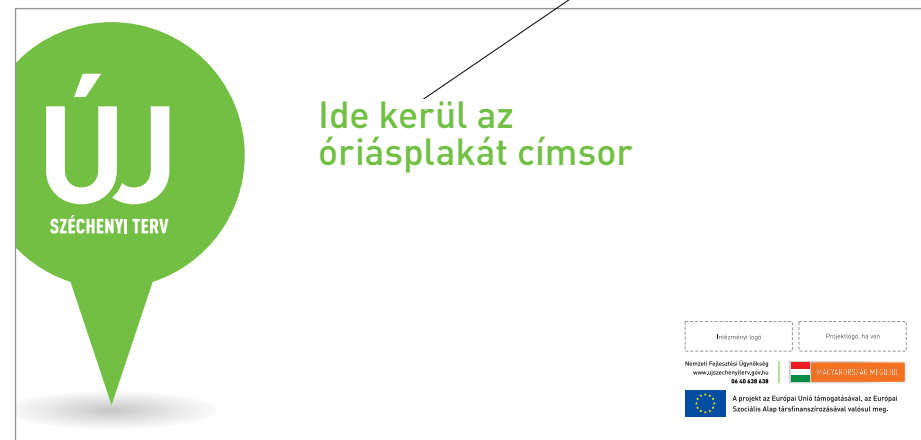 ÚJ
SZÉCHENYI TERV
Ide kerül az
óriásplakát címsor
Intézményi logó
Projektlogó, ha van
Nemzeti Fejlesztési Ügynökség
www.ujszechenyiterv.gov.hu
06 40 638 638
MAGYARORSZÁG MEGÚJUL
A projekt az Európai Unió támogatásával, az Európai
Szociális Alap társfinanszírozásával valósul meg.